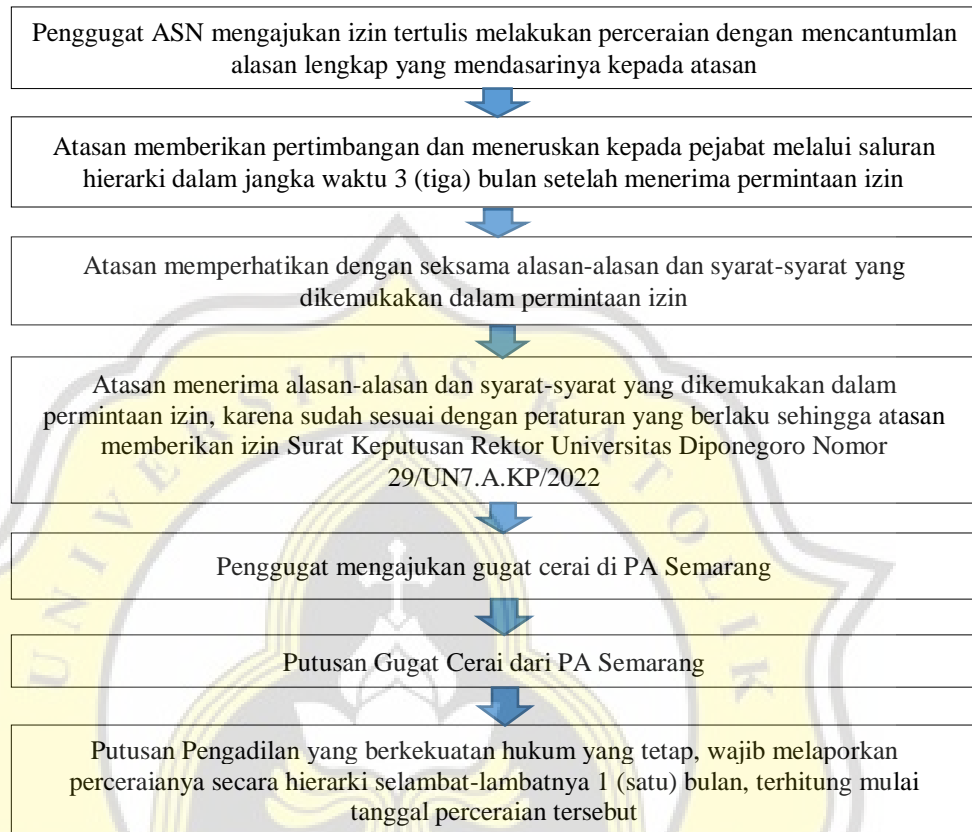 Penggugat ASN mengajukan izin tertulis melakukan perceraian dengan mencantumlan
alasan lengkap yang mendasarinya kepada atasan
Atasan memberikan pertimbangan dan meneruskan kepada pejabat melalui saluran
hierarki dalam jangka waktu 3 (tiga) bulan setelah menerima permintaan izin
Atasan memperhatikan dengan seksama alasan-alasan dan syarat-syarat yang
dikemukakan dalam permintaan izin
Atasan menerima alasan-alasan dan syarat-syarat yang dikemukakan dalam
permintaan izin, karena sudah sesuai dengan peraturan yang berlaku sehingga atasan
memberikan izin Surat Keputusan Rektor Universitas Diponegoro Nomor
29/UN7.A.KP/2022
Penggugat mengajukan gugat cerai di PA Semarang
Putusan Gugat Cerai dari PA Semarang
Putusan Pengadilan yang berkekuatan hukum yang tetap, wajib melaporkan
perceraianya secara hierarki selambat-lambatnya 1 (satu) bulan, terhitung mulai
tanggal perceraian tersebut
UNIVERSITAS KATOLIK